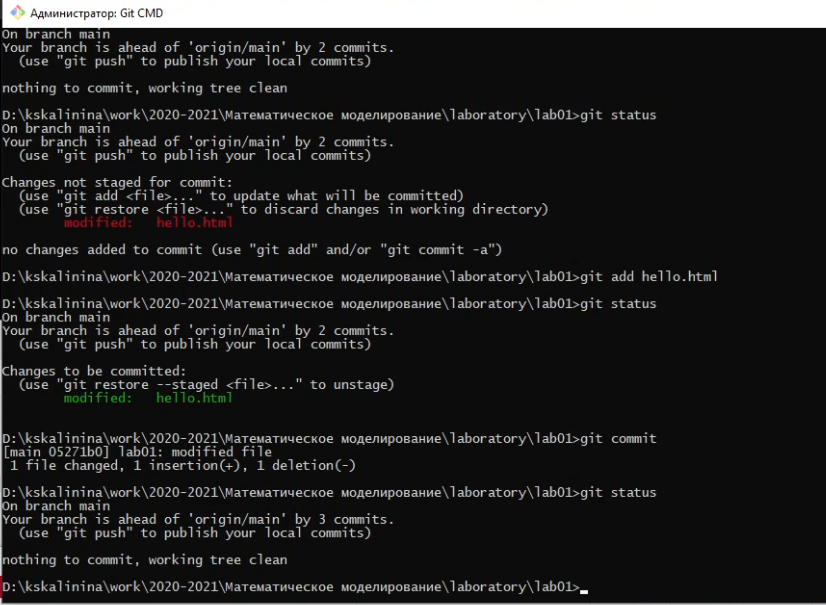 Администратор: Git CMD
On branch main
Your branch is ahead of 'origin/main' by 2 commits.
  (use "git push" to publish your local commits)
nothing to commit, working tree clean
D:\kskalinina\work\2020-2021\Математическое моделирование\laboratory\lab01>git status
On branch main
Your branch is ahead of 'origin/main' by 2 commits.
  (use "git push" to publish your local commits)
Changes not staged for commit:
  (use "git add <file>..." to update what will be committed)
  (use "git restore <file>..." to discard changes in working directory)
        modified:   hello.html
no changes added to commit (use "git add" and/or "git commit -a")
D:\kskalinina\work\2020-2021\Математическое моделирование\laboratory\lab01>git add hello.html
D:\kskalinina\work\2020-2021\Математическое моделирование\laboratory\lab01>git status
On branch main
Your branch is ahead of 'origin/main' by 2 commits.
  (use "git push" to publish your local commits)
Changes to be committed:
  (use "git restore --staged <file>..." to unstage)
        modified:   hello.html
D:\kskalinina\work\2020-2021\Математическое моделирование\laboratory\lab01>git commit
[main 05271b0] lab01: modified file
 1 file changed, 1 insertion(+), 1 deletion(-)
D:\kskalinina\work\2020-2021\Математическое моделирование\laboratory\lab01>git status
On branch main
Your branch is ahead of 'origin/main' by 3 commits.
  (use "git push" to publish your local commits)
nothing to commit, working tree clean
D:\kskalinina\work\2020-2021\Математическое моделирование\laboratory\lab01>